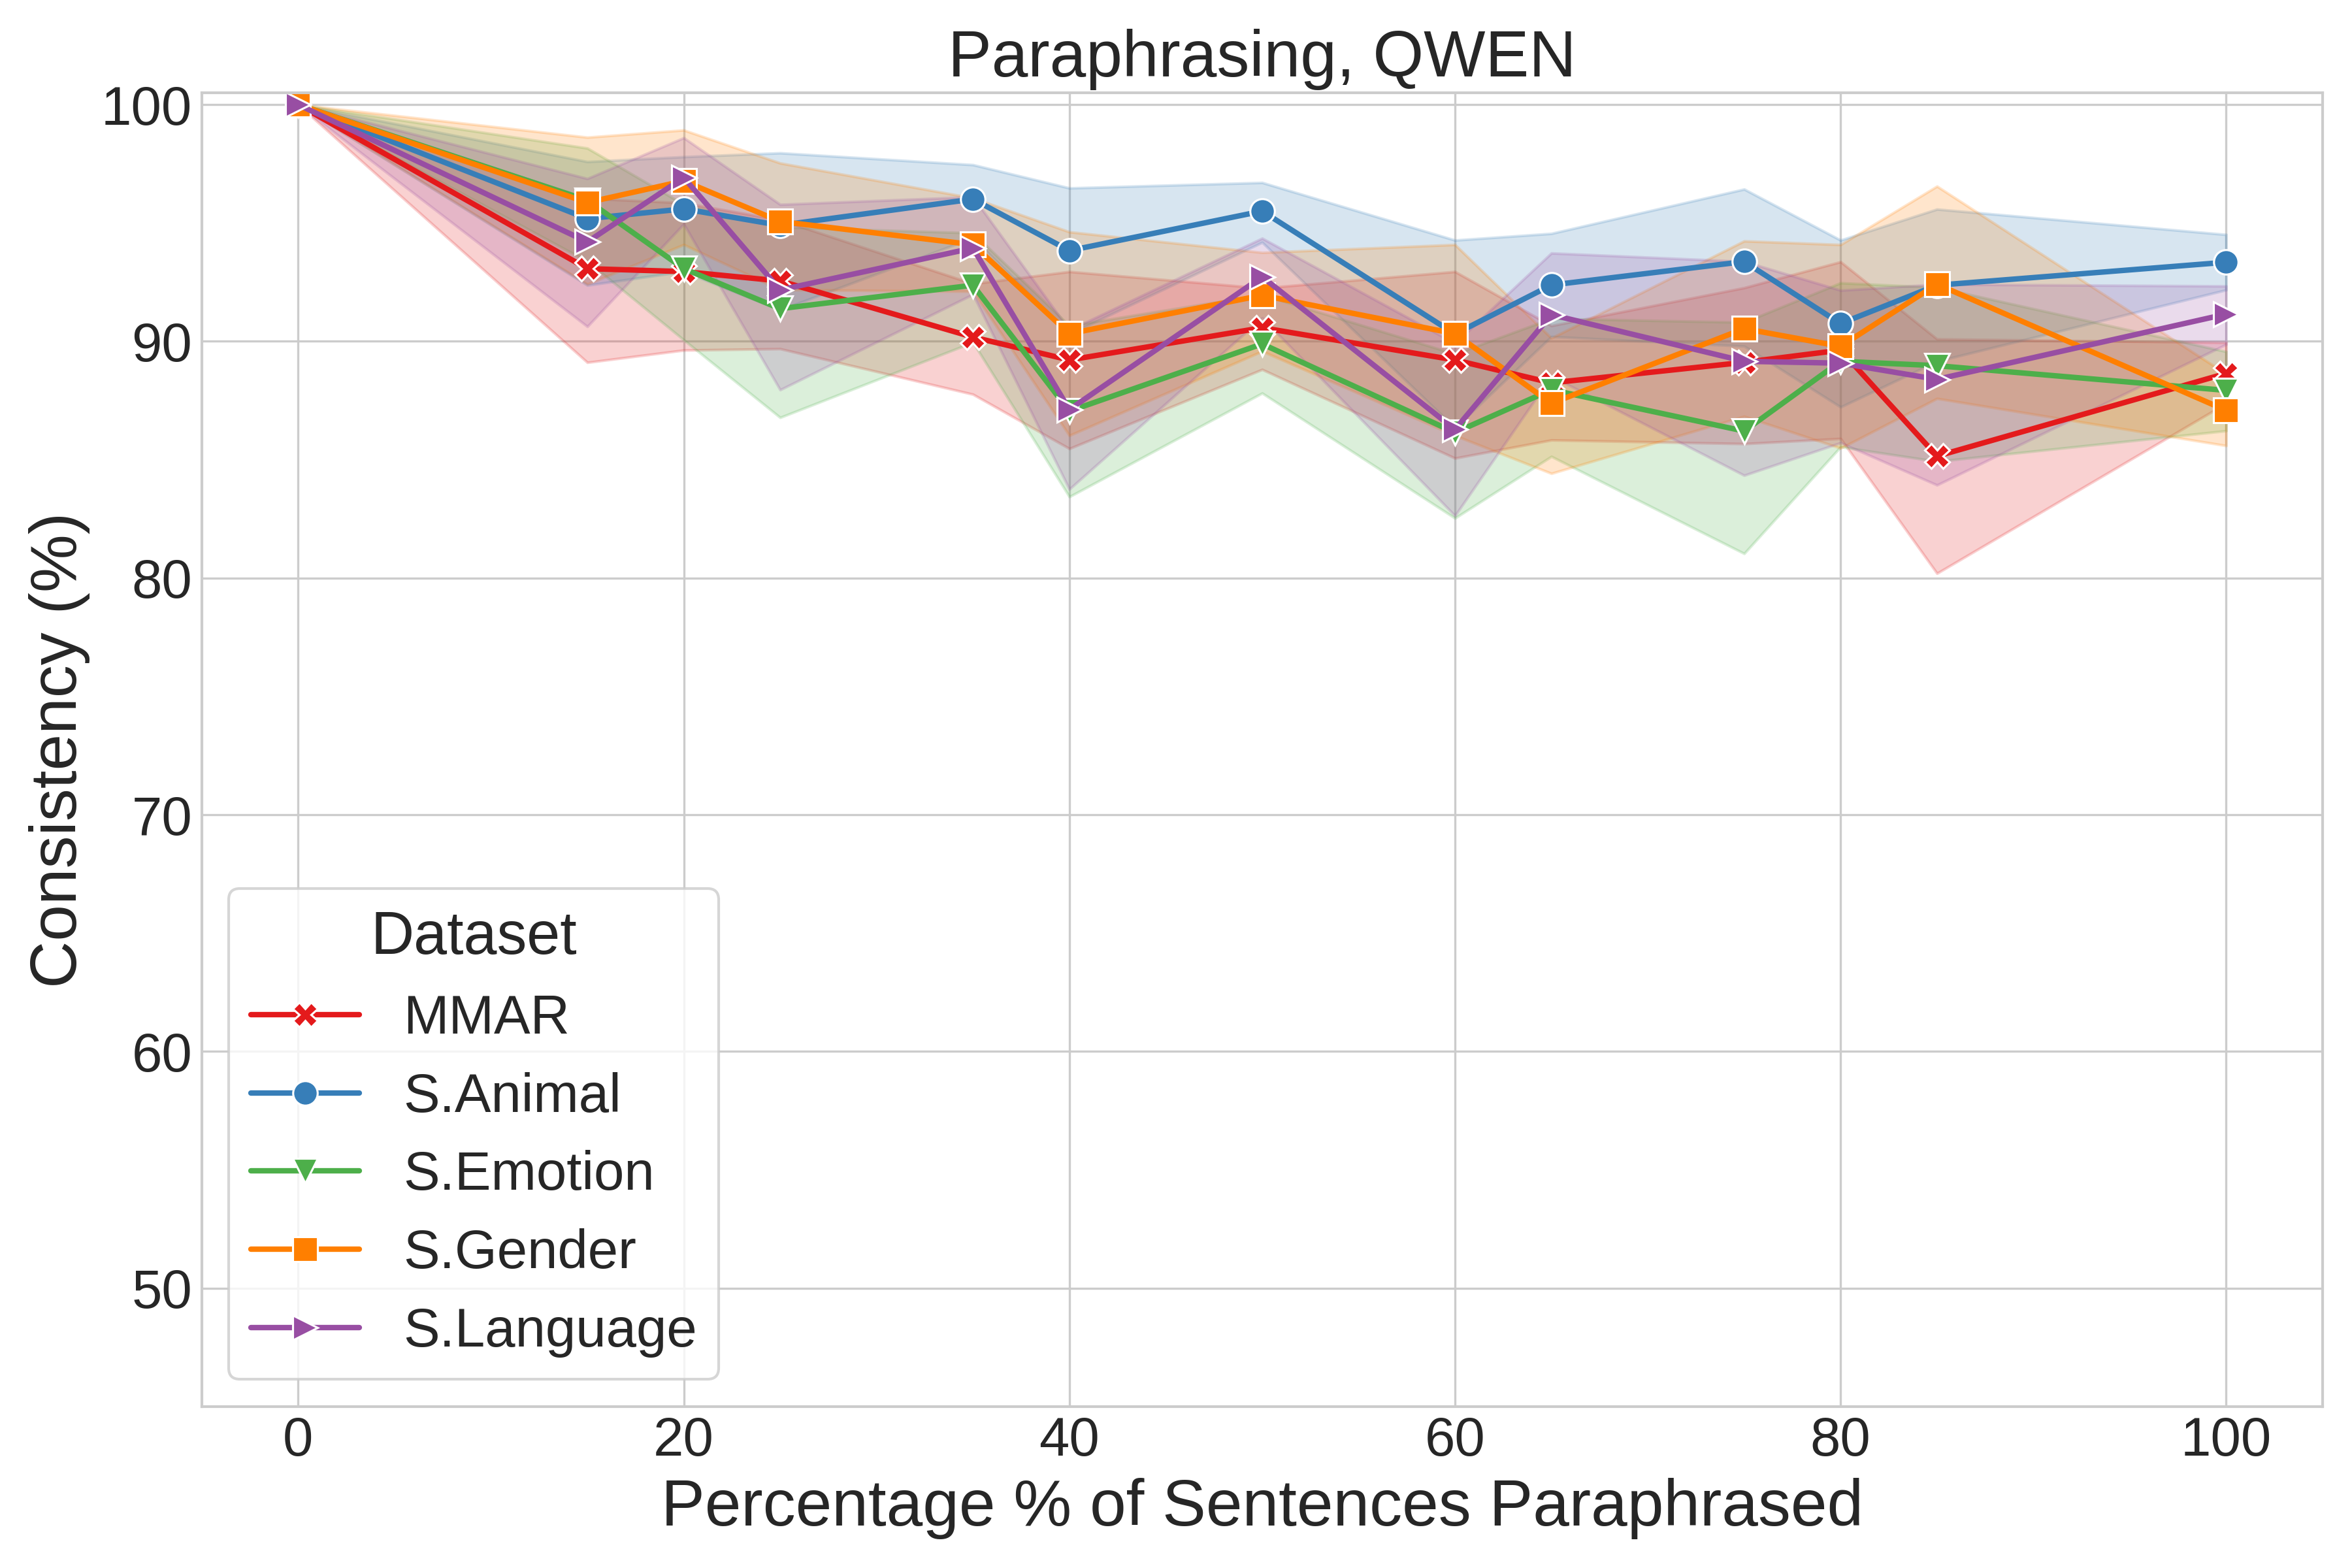 Paraphrasing, QWEN
100
90
80
70
60
50
Consistency (%)
Dataset
MMAR
S.Animal
S.Emotion
S.Gender
S.Language
0 20 40 60 80 100
Percentage % of Sentences Paraphrased